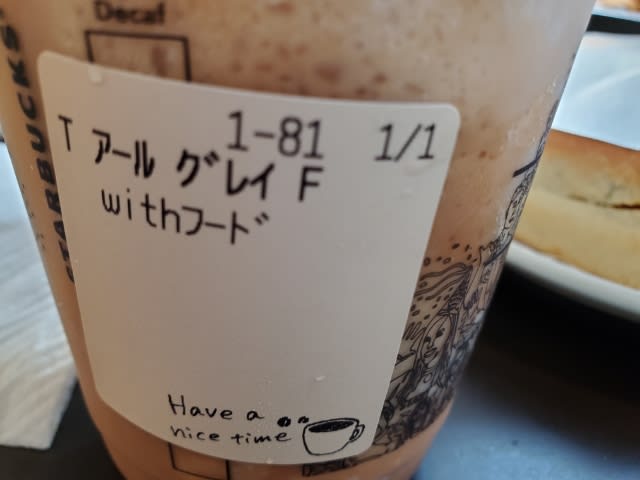 Decaf
STARBUCKS
1-81 1/1
T アール グレイ F
withフード
Have a
nice time